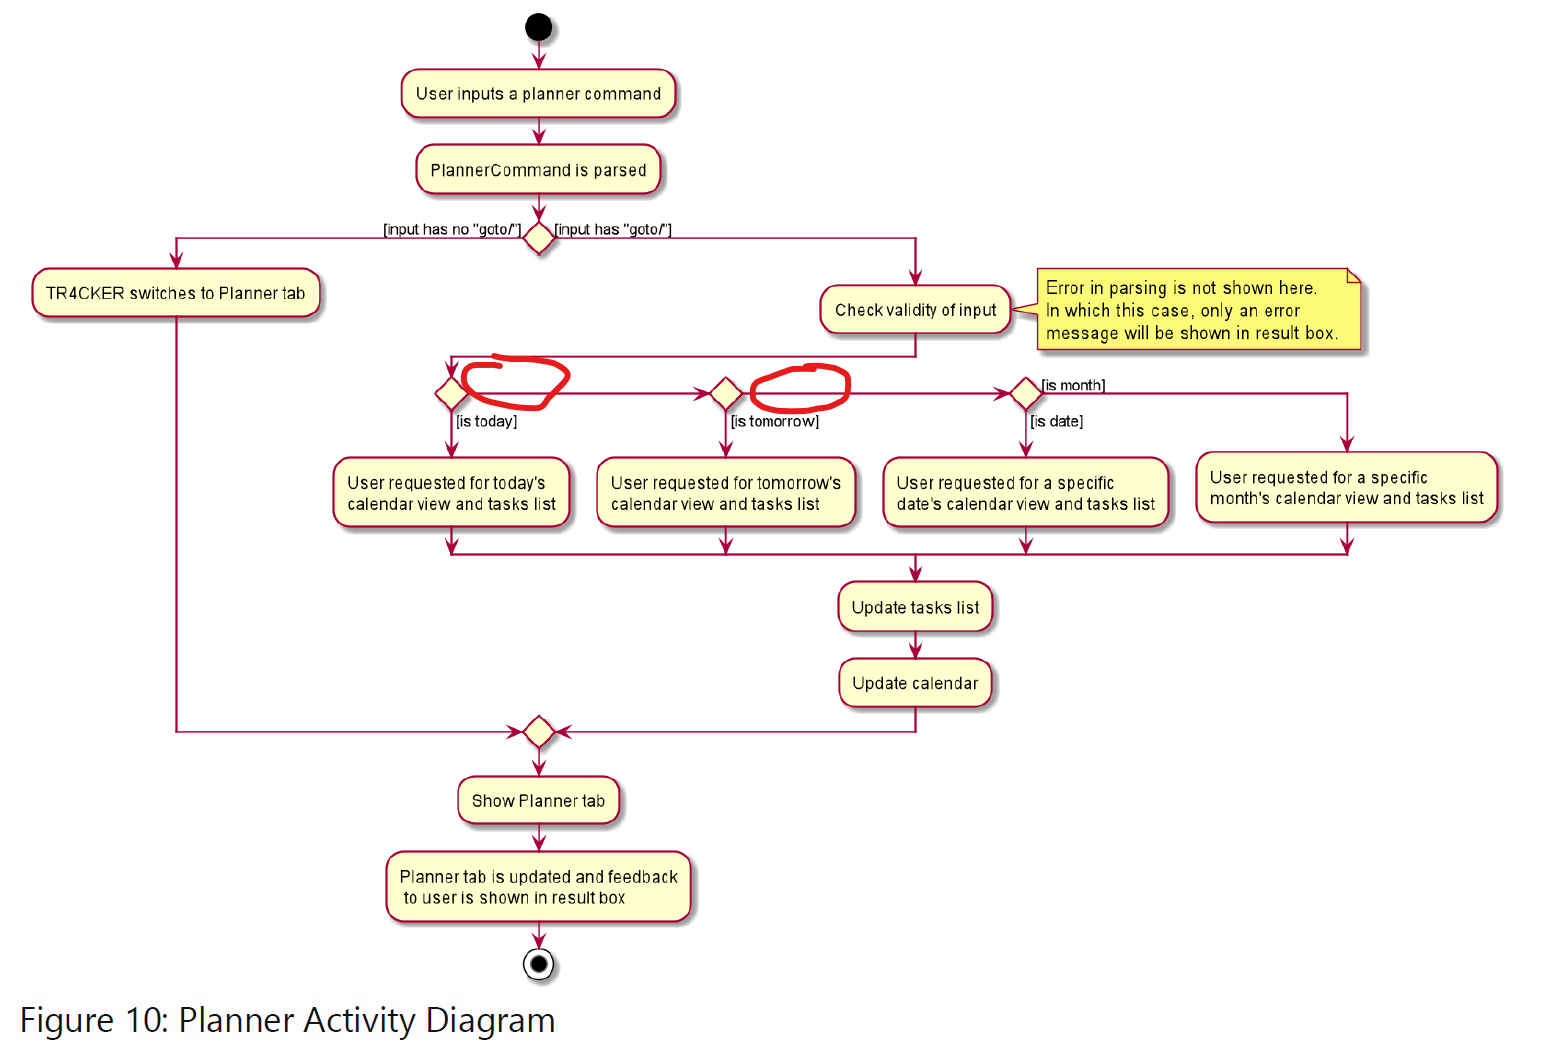 User inputs a planner command
PlannerCommand is parsed
[input has no "goto/"]
[input has "goto/"]
TR4CKER switches to Planner tab
Check validity of input
Error in parsing is not shown here.
In which this case, only an error
message will be shown in result box.
[is month]
[is today]
[is tomorrow]
[is date]
User requested for today's
calendar view and tasks list
User requested for tomorrow's
calendar view and tasks list
User requested for a specific
date's calendar view and tasks list
User requested for a specific
month's calendar view and tasks list
Update tasks list
Update calendar
Show Planner tab
Planner tab is updated and feedback
to user is shown in result box
Figure 10: Planner Activity Diagram